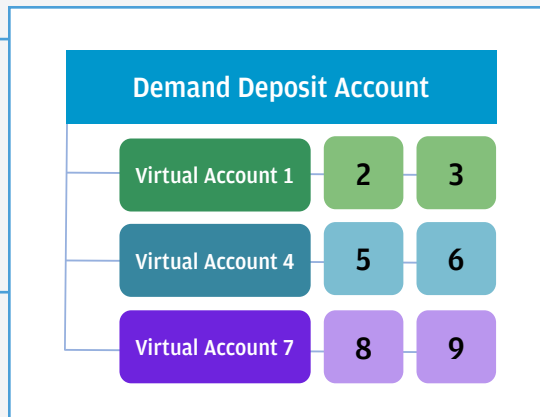 Demand Deposit Account
Virtual Account 1 2 3
Virtual Account 4 5 6
Virtual Account 7 8 9